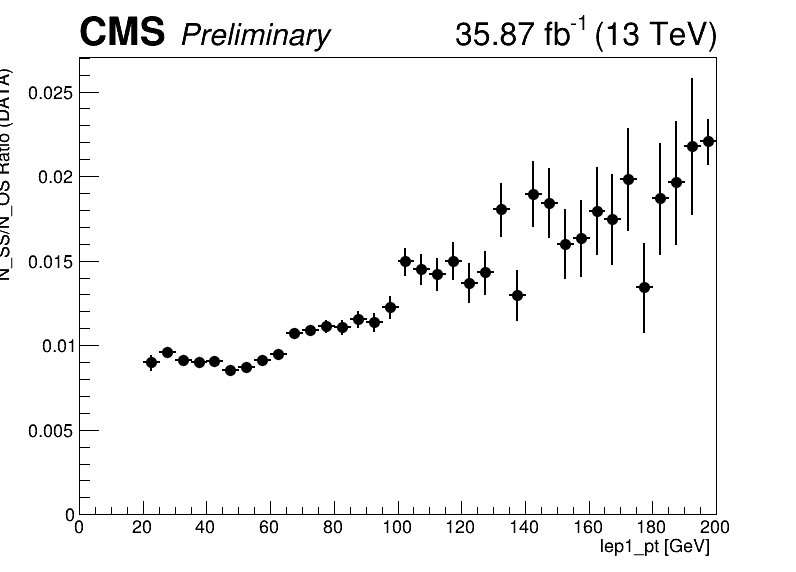 CMS Preliminary 35.87 fb⁻¹ (13 TeV)
N_SS/N_OS Ratio (DATA)
0.025
0.02
0.015
0.01
0.005
0
0 20 40 60 80 100 120 140 160 180 200
lep1_pt [GeV]